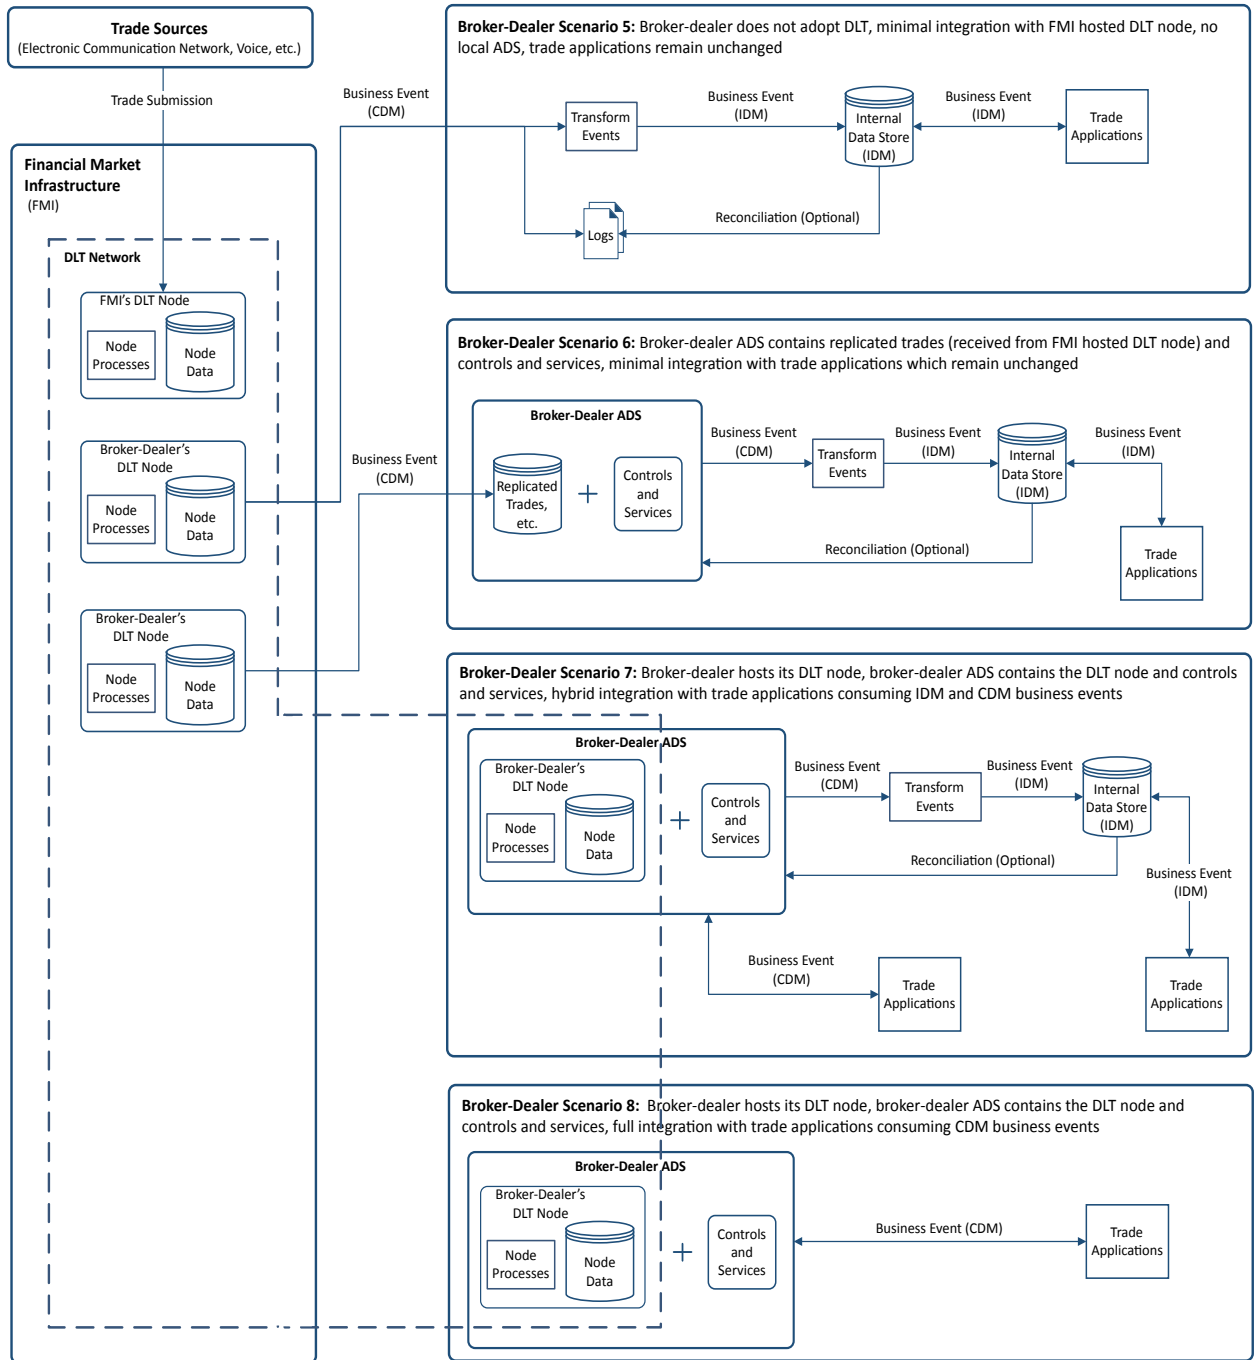 Trade Sources
(Electronic Communication Network, Voice, etc.)
Trade Submission
Financial Market
Infrastructure
(FMI)
DLT Network
FMI's DLT Node
Node
Processes
Node
Data
Broker-Dealer's
DLT Node
Node
Processes
Node
Data
Broker-Dealer's
DLT Node
Node
Processes
Node
Data
Business Event
(CDM)
Business Event
(CDM)
Broker-Dealer Scenario 5: Broker-dealer does not adopt DLT, minimal integration with FMI hosted DLT node, no
local ADS, trade applications remain unchanged
Transform
Events
Business Event
(IDM)
Internal
Data Store
(IDM)
Business Event
(IDM)
Trade
Applications
Logs
Reconciliation (Optional)
Broker-Dealer Scenario 6: Broker-dealer ADS contains replicated trades (received from FMI hosted DLT node) and
controls and services, minimal integration with trade applications which remain unchanged
Broker-Dealer ADS
Replicated
Trades,
etc.
+
Controls
and
Services
Business Event
(CDM)
Transform
Events
Business Event
(IDM)
Internal
Data Store
(IDM)
Business Event
(IDM)
Reconciliation (Optional)
Trade
Applications
Broker-Dealer Scenario 7: Broker-dealer hosts its DLT node, broker-dealer ADS contains the DLT node and controls
and services, hybrid integration with trade applications consuming IDM and CDM business events
Broker-Dealer ADS
Broker-Dealer's
DLT Node
Node
Processes
Node
Data
+
Controls
and
Services
Business Event
(CDM)
Transform
Events
Business Event
(IDM)
Internal
Data Store
(IDM)
Reconciliation (Optional)
Business Event
(IDM)
Business Event
(CDM)
Trade
Applications
Trade
Applications
Broker-Dealer Scenario 8: Broker-dealer hosts its DLT node, broker-dealer ADS contains the DLT node and
controls and services, full integration with trade applications consuming CDM business events
Broker-Dealer ADS
Broker-Dealer's
DLT Node
Node
Processes
Node
Data
+
Controls
and
Services
Business Event (CDM)
Trade
Applications